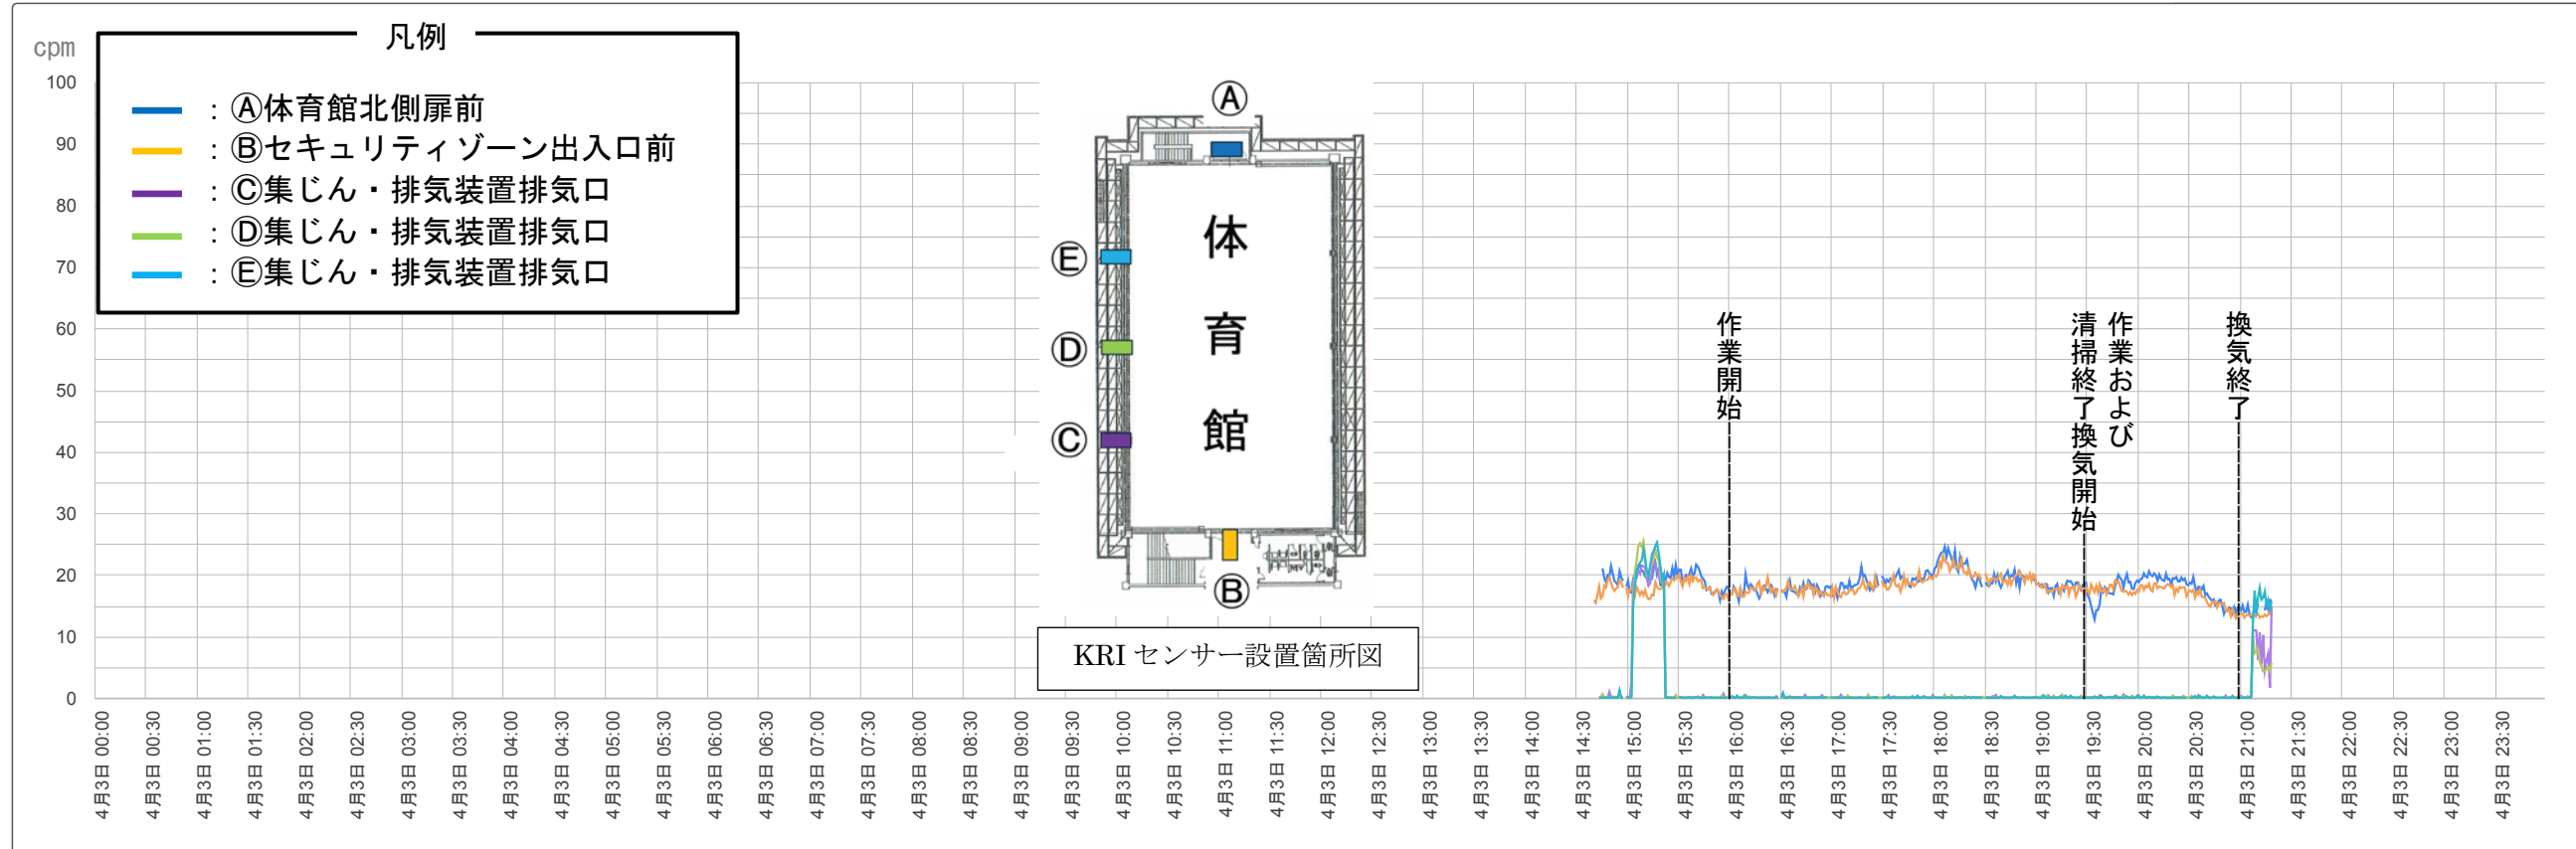 凡例
cpm
：Ⓐ体育館北側扉前
：Ⓑセキュリティゾーン出入口前
：Ⓒ集じん・排気装置排気口
：Ⓓ集じん・排気装置排気口
：Ⓔ集じん・排気装置排気口
100
90
80
70
60
50
40
30
20
10
0
Ⓐ
Ⓔ
Ⓓ
Ⓒ
Ⓑ
体育館
KRI センサー設置箇所図
作業開始
作業および
清掃終了換気開始
換気終了
4月3日 00:00
4月3日 00:30
4月3日 01:00
4月3日 01:30
4月3日 02:00
4月3日 02:30
4月3日 03:00
4月3日 03:30
4月3日 04:00
4月3日 04:30
4月3日 05:00
4月3日 05:30
4月3日 06:00
4月3日 06:30
4月3日 07:00
4月3日 07:30
4月3日 08:00
4月3日 08:30
4月3日 09:00
4月3日 09:30
4月3日 10:00
4月3日 10:30
4月3日 11:00
4月3日 11:30
4月3日 12:00
4月3日 12:30
4月3日 13:00
4月3日 13:30
4月3日 14:00
4月3日 14:30
4月3日 15:00
4月3日 15:30
4月3日 16:00
4月3日 16:30
4月3日 17:00
4月3日 17:30
4月3日 18:00
4月3日 18:30
4月3日 19:00
4月3日 19:30
4月3日 20:00
4月3日 20:30
4月3日 21:00
4月3日 21:30
4月3日 22:00
4月3日 22:30
4月3日 23:00
4月3日 23:30